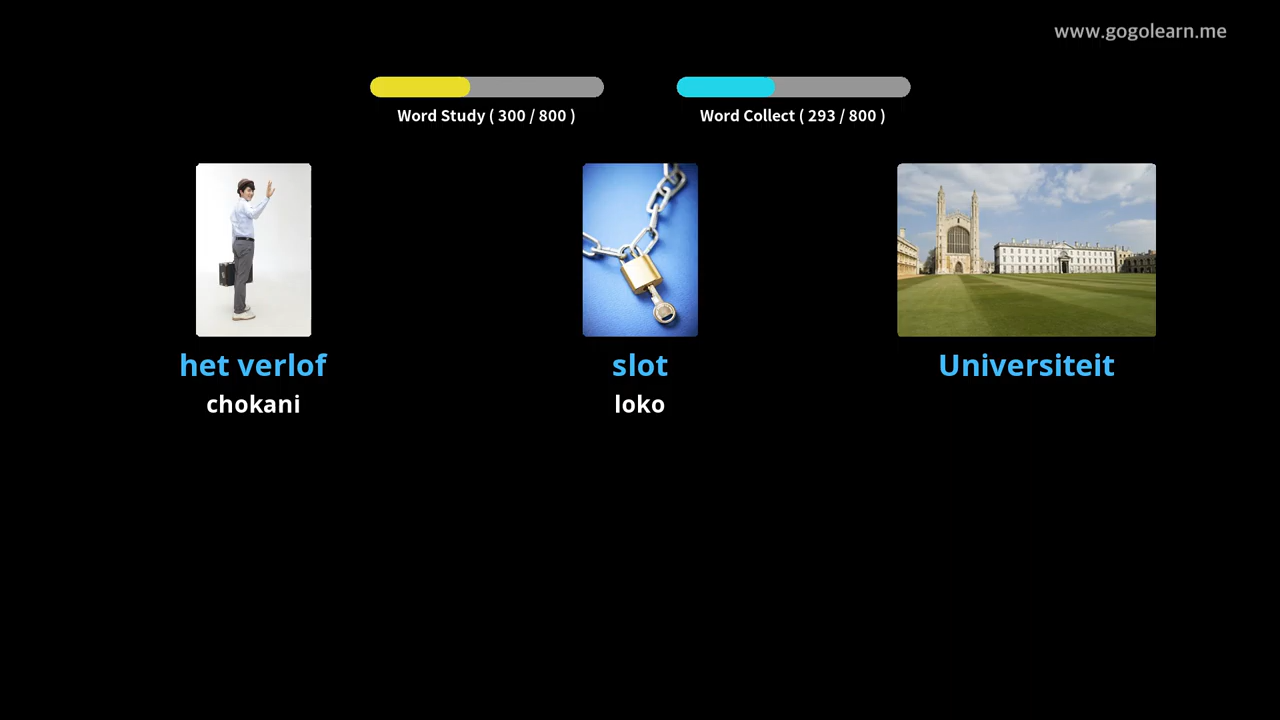 www.gogolearn.me
Word Study ( 300 / 800 )
Word Collect ( 293 / 800 )
het verlof
chokani
slot
loko
Universiteit